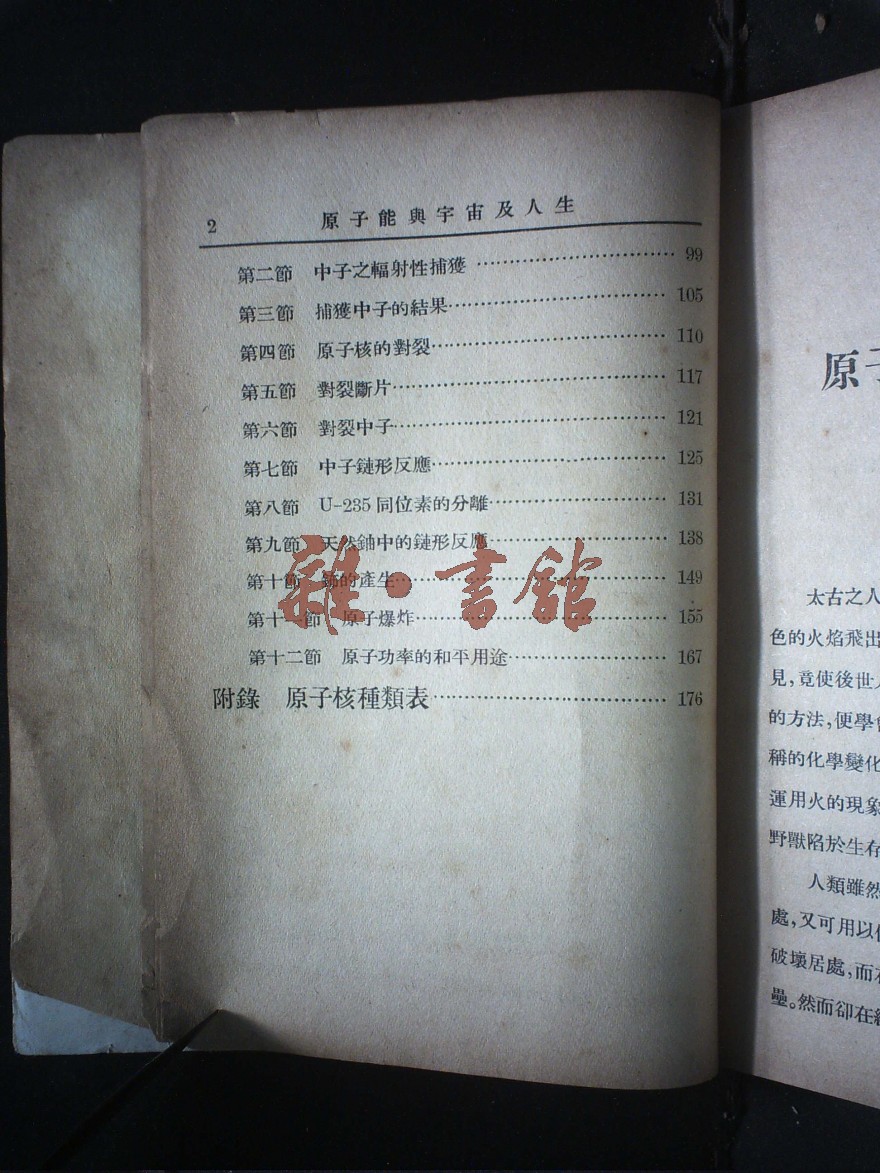 2 原子能與宇宙及人生
第二節 中子之輻射性捕獲 99
第三節 捕獲中子的結果 105
第四節 原子核的對裂 110
第五節 對裂斷片 117
第六節 對裂中子 121
第七節 中子鏈形反應 125
第八節 U-235同位素的分離 131
第九節 天然鈾中的鏈形反應 138
第十節 的產生 149
第十一節 原子爆炸 155
第十二節 原子功率的和平用途 167
附錄 原子核種類表 176
雜·書館
原子
太古之人
色的火焰飛出
見,竟使後世
的方法,便學會
稱的化學變化
運用火的現象
野獸陷於生存
人類雖然
處,又可用以
破壞居處,而
壘。然而卻在